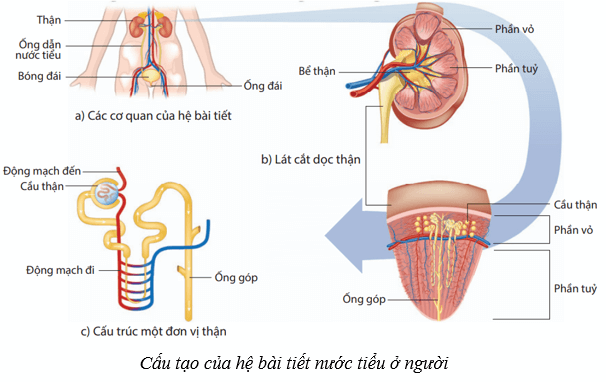 Thận
Ống dẫn
nước tiểu
Bóng đái
Ống đái
a) Các cơ quan của hệ bài tiết
Phần vỏ
Bể thận
Phần tuỷ
b) Lát cắt dọc thận
Động mạch đến
Cầu thận
Động mạch đi
Ống góp
c) Cấu trúc một đơn vị thận
Cầu thận
Phần vỏ
Ống góp
Phần tuỷ
Cấu tạo của hệ bài tiết nước tiểu ở người